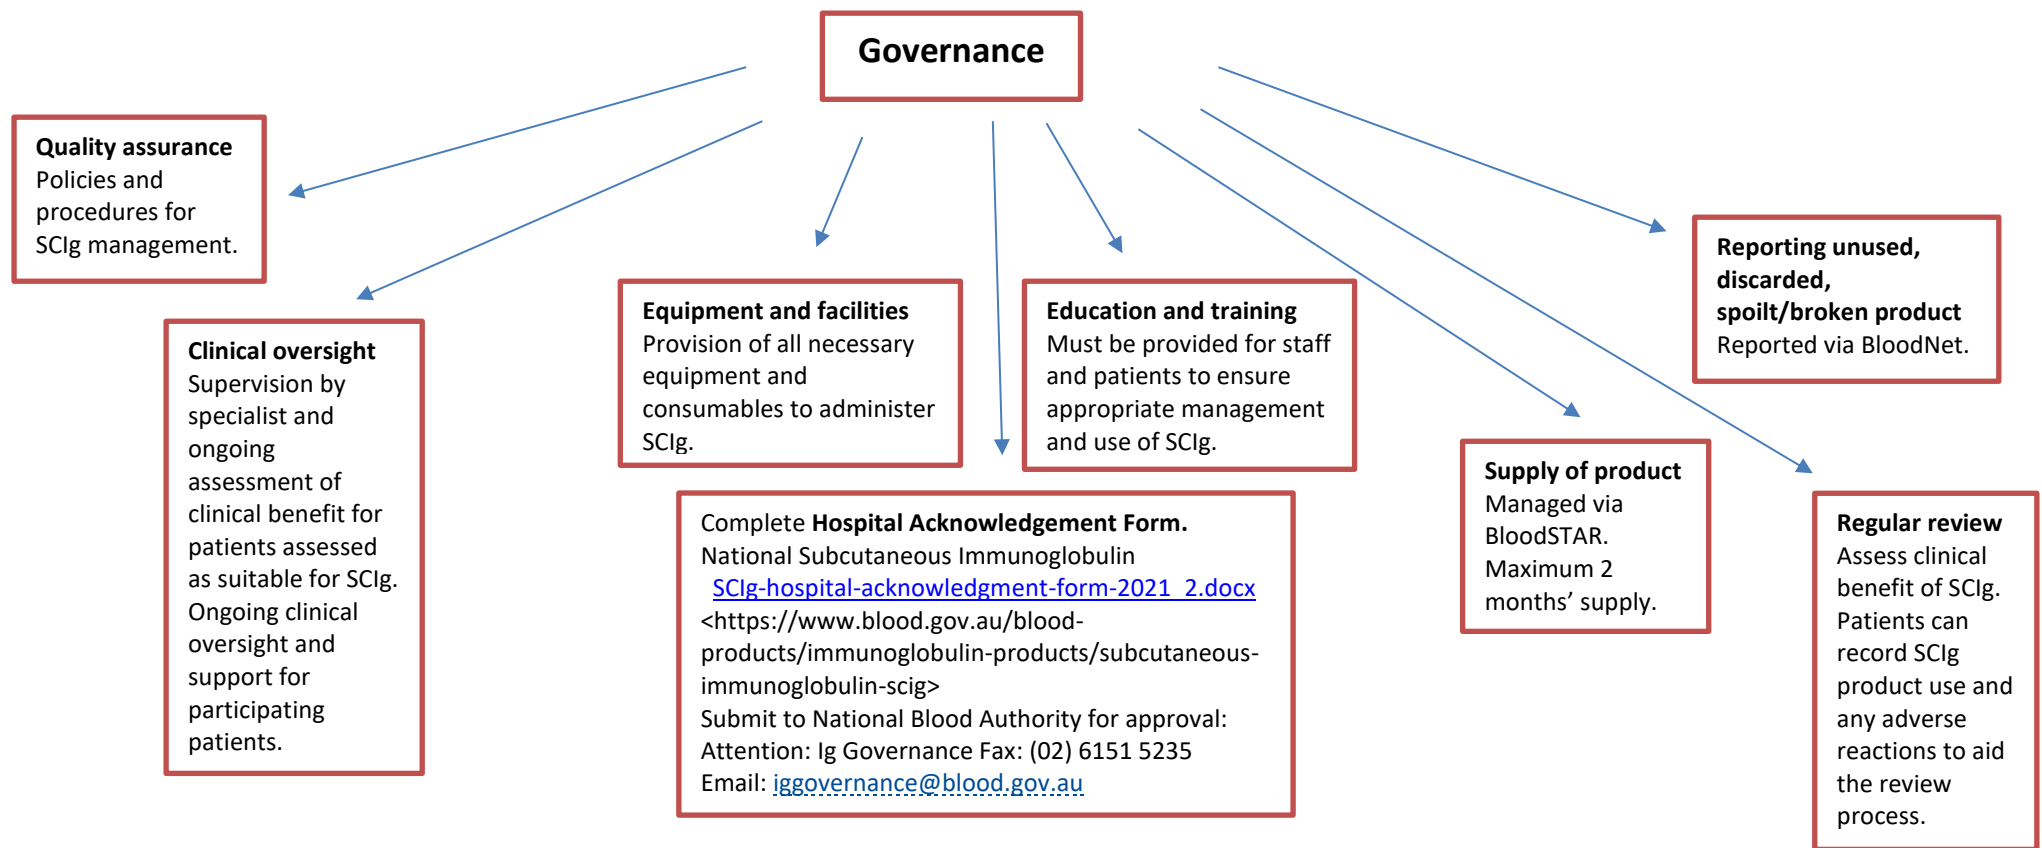 Governance
Quality assurance
Policies and
procedures for
SCIg management.
Clinical oversight
Supervision by
specialist and
ongoing
assessment of
clinical benefit for
patients assessed
as suitable for SCIg.
Ongoing clinical
oversight and
support for
participating
patients.
Equipment and facilities
Provision of all necessary
equipment and
consumables to administer
SCIg.
Complete Hospital Acknowledgement Form.
National Subcutaneous Immunoglobulin
SCIg-hospital-acknowledgment-form-2021_2.docx
<https://www.blood.gov.au/blood-
products/immunoglobulin-products/subcutaneous-
immunoglobulin-scig>
Submit to National Blood Authority for approval:
Attention: Ig Governance Fax: (02) 6151 5235
Email: iggovernance@blood.gov.au
Education and training
Must be provided for staff
and patients to ensure
appropriate management
and use of SCIg.
Supply of product
Managed via
BloodSTAR.
Maximum 2
months’ supply.
Regular review
Assess clinical
benefit of SCIg.
Patients can
record SCIg
product use and
any adverse
reactions to aid
the review
process.
Reporting unused,
discarded,
spoilt/broken product
Reported via BloodNet.